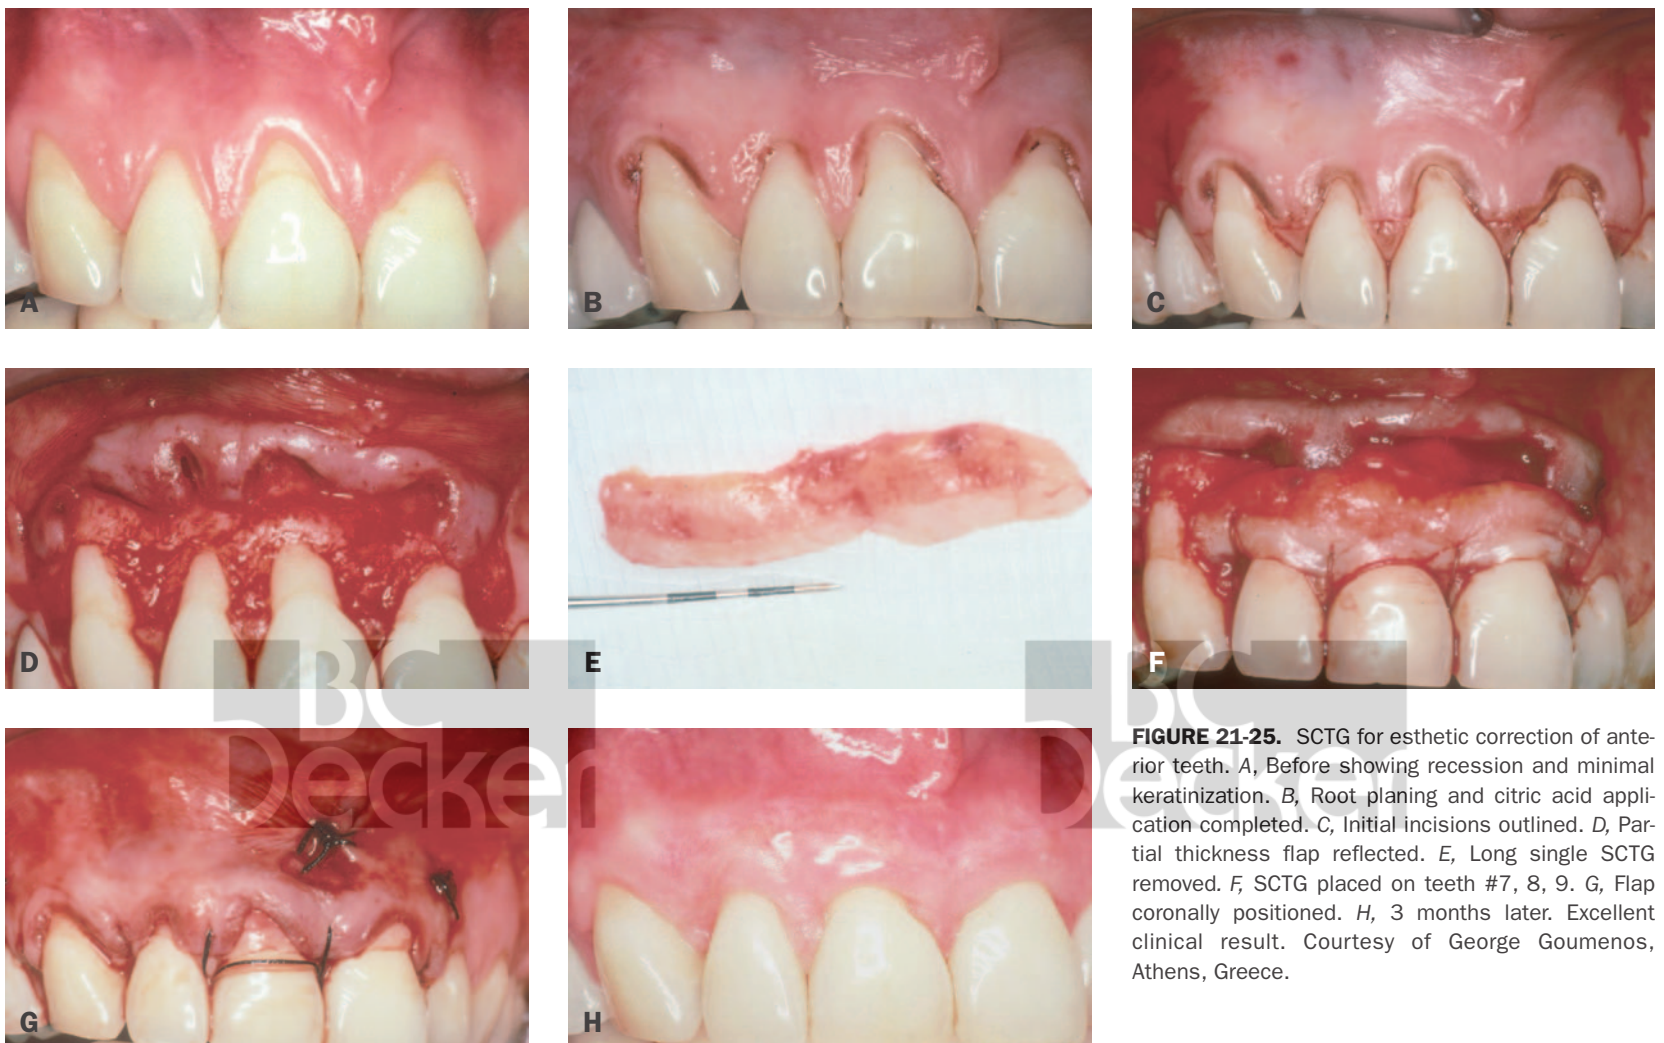 A
B
C
D
E
F
BC
Decker
BC
Decker
G
H
FIGURE 21-25. SCTG for esthetic correction of ante-
rior teeth. A, Before showing recession and minimal
keratinization. B, Root planing and citric acid appli-
cation completed. C, Initial incisions outlined. D, Par-
tial thickness flap reflected. E, Long single SCTG
removed. F, SCTG placed on teeth #7, 8, 9. G, Flap
coronally positioned. H, 3 months later. Excellent
clinical result. Courtesy of George Goumenos,
Athens, Greece.